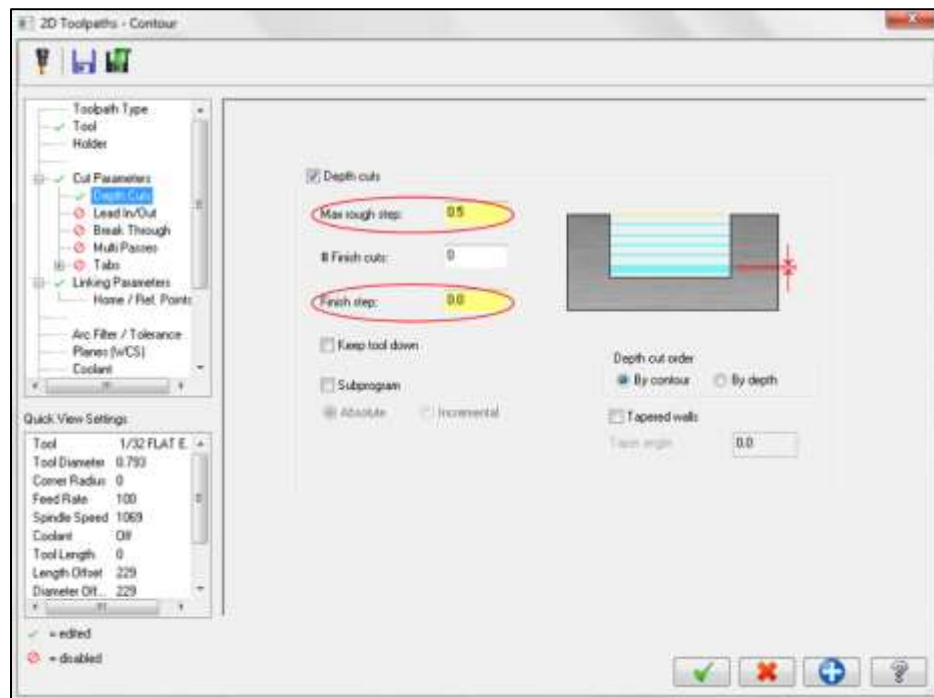 2D Toolpaths - Contour
Toolpath Type
Tool
Holder
Cut Parameters
Depth Cuts
Lead In/Out
Break Through
Multi Passes
Tabs
Linking Parameters
Home / Ref. Points
Arc Filter / Tolerance
Planes (WCS)
Coolant
Quick View Settings
Tool 1/32 FLAT E.
Tool Diameter 0.793
Corner Radius 0
Feed Rate 100
Spindle Speed 1069
Coolant Off
Tool Length 0
Length Offset 229
Diameter Off... 229
= edited
= disabled
Depth cuts
Max rough step: 0.5
# Finish cuts: 0
Finish step: 0.0
Keep tool down
Subprogram
Absolute Incremental
Depth cut order
By contour By depth
Tapered walls
Taper angle 0.0